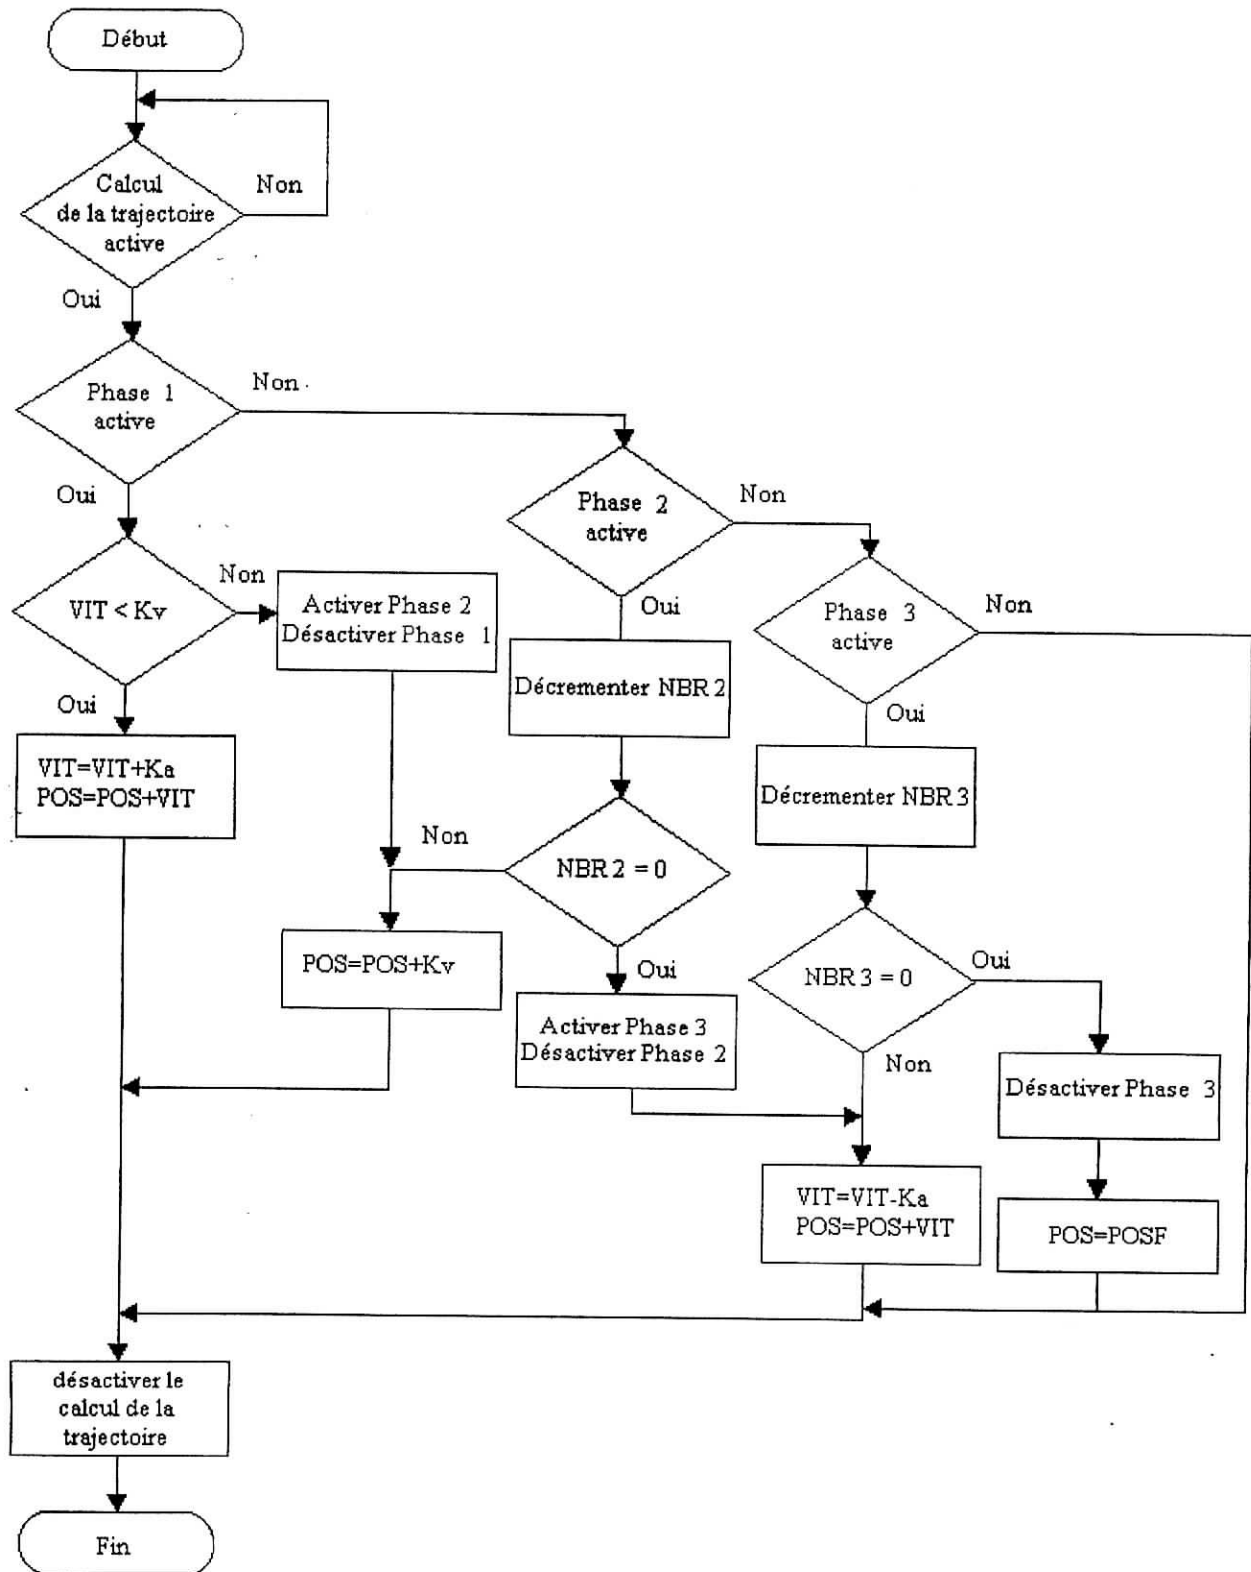 Début
Calcul
de la trajectoire
active
Non
Oui
Phase 1
active
Non
Oui
Phase 2
active
Non
VIT < Kv
Non
Activer Phase 2
Désactiver Phase 1
Oui
Phase 3
active
Non
Oui
Décrementer NBR 2
Oui
VIT=VIT+Ka
POS=POS+VIT
Décrementer NBR 3
Non
NBR 2 = 0
POS=POS+Kv
Oui
NBR 3 = 0
Oui
Activer Phase 3
Désactiver Phase 2
Non
Désactiver Phase 3
VIT=VIT-Ka
POS=POS+VIT
POS=POSF
désactiver le
calcul de la
trajectoire
Fin